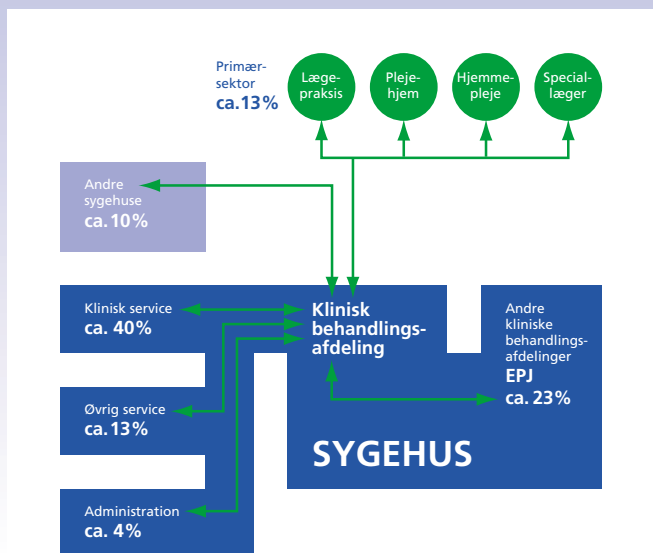 Primær-
sektor
ca.13%
Læge-
praksis
Pleje-
hjem
Hjemme-
pleje
Special-
læger
Andre
sygehuse
ca.10%
Klinisk service
ca. 40%
Klinisk
behandlings-
afdeling
Andre
kliniske
behandlings-
afdelinger
EPJ
ca. 23%
Øvrig service
ca.13%
SYGEHUS
Administration
ca. 4%